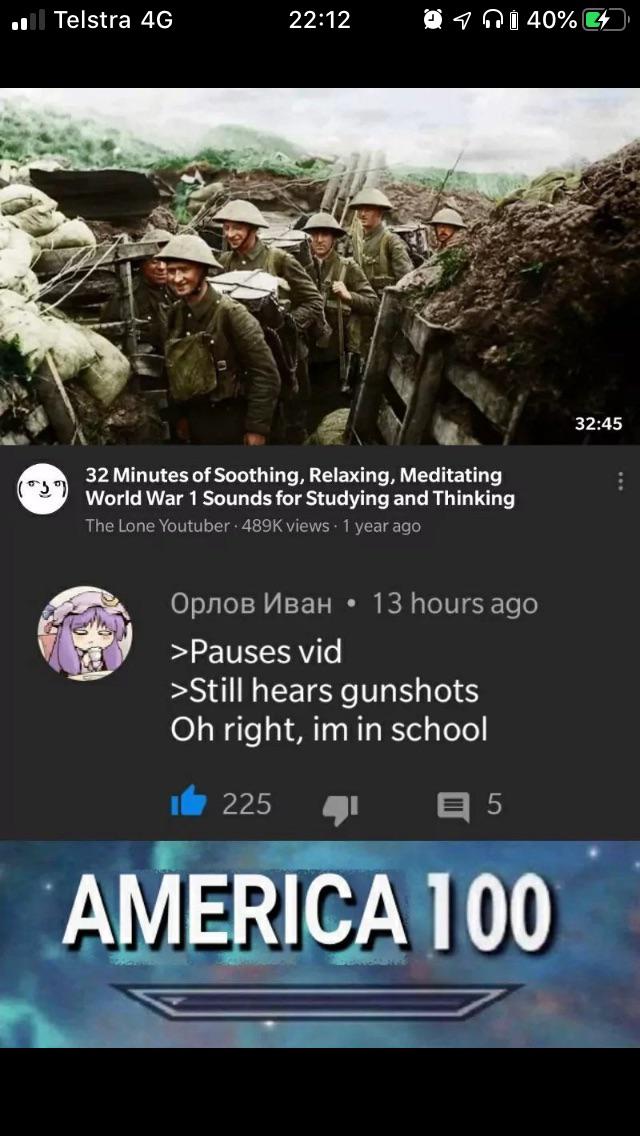 Telstra 4G 22:12 40%
32:45
32 Minutes of Soothing, Relaxing, Meditating
World War 1 Sounds for Studying and Thinking
The Lone Youtuber · 489K views · 1 year ago
Орлов Иван • 13 hours ago
>Pauses vid
>Still hears gunshots
Oh right, im in school
225 5
AMERICA 100